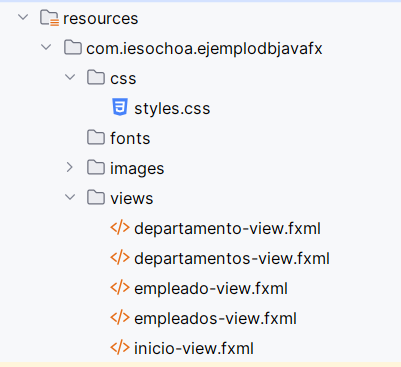 resources
com.iesochoa.ejemplodbjavafx
css
styles.css
fonts
images
views
departamento-view.fxml
departamentos-view.fxml
empleado-view.fxml
empleados-view.fxml
inicio-view.fxml